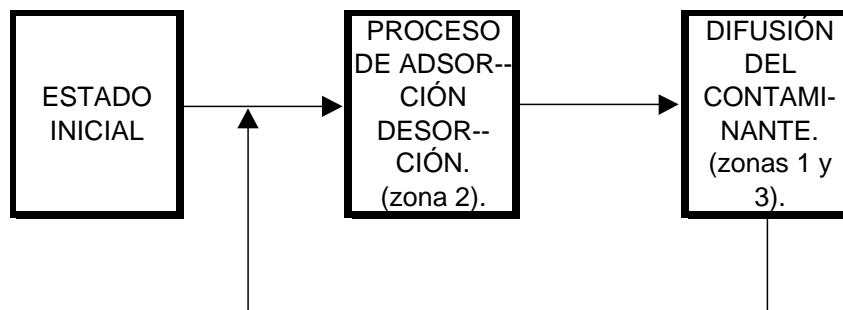 ESTADO
INICIAL
PROCESO
DE ADSOR--
CIÓN
DESOR--
CIÓN.
(zona 2).
DIFUSIÓN
DEL
CONTAMI-
NANTE.
(zonas 1 y
3).